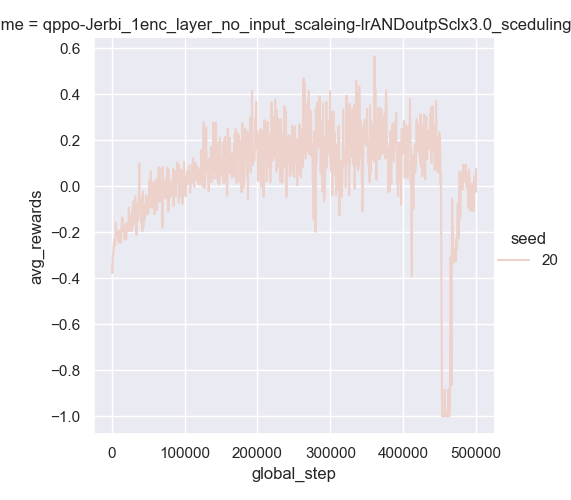 me = qppo-Jerbi_1enc_layer_no_input_scaleing-lrANDoutpSclx3.0_sceduling
0.6
0.4
0.2
0.0
−0.2
−0.4
−0.6
−0.8
−1.0
avg_rewards
0 100000 200000 300000 400000 500000
global_step
seed
20